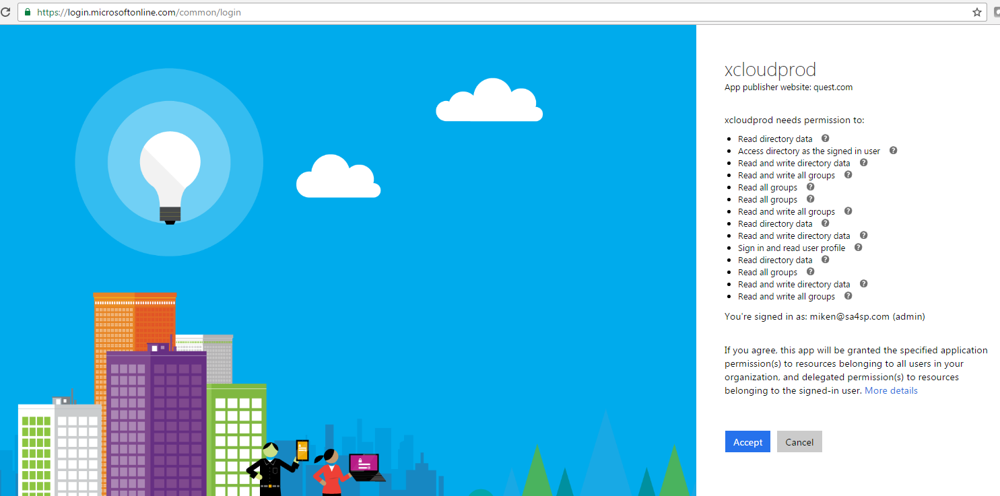 https://login.microsoftonline.com/common/login
xcloudprod
App publisher website: quest.com
xcloudprod needs permission to:
Read directory data
Access directory as the signed in user
Read and write directory data
Read and write all groups
Read all groups
Read all groups
Read and write all groups
Read directory data
Read and write directory data
Sign in and read user profile
Read directory data
Read all groups
Read and write directory data
Read and write all groups
You're signed in as: miken@sa4sp.com (admin)
If you agree, this app will be granted the specified application
permission(s) to resources belonging to all users in your
organization, and delegated permission(s) to resources
belonging to the signed-in user. More details
Accept Cancel